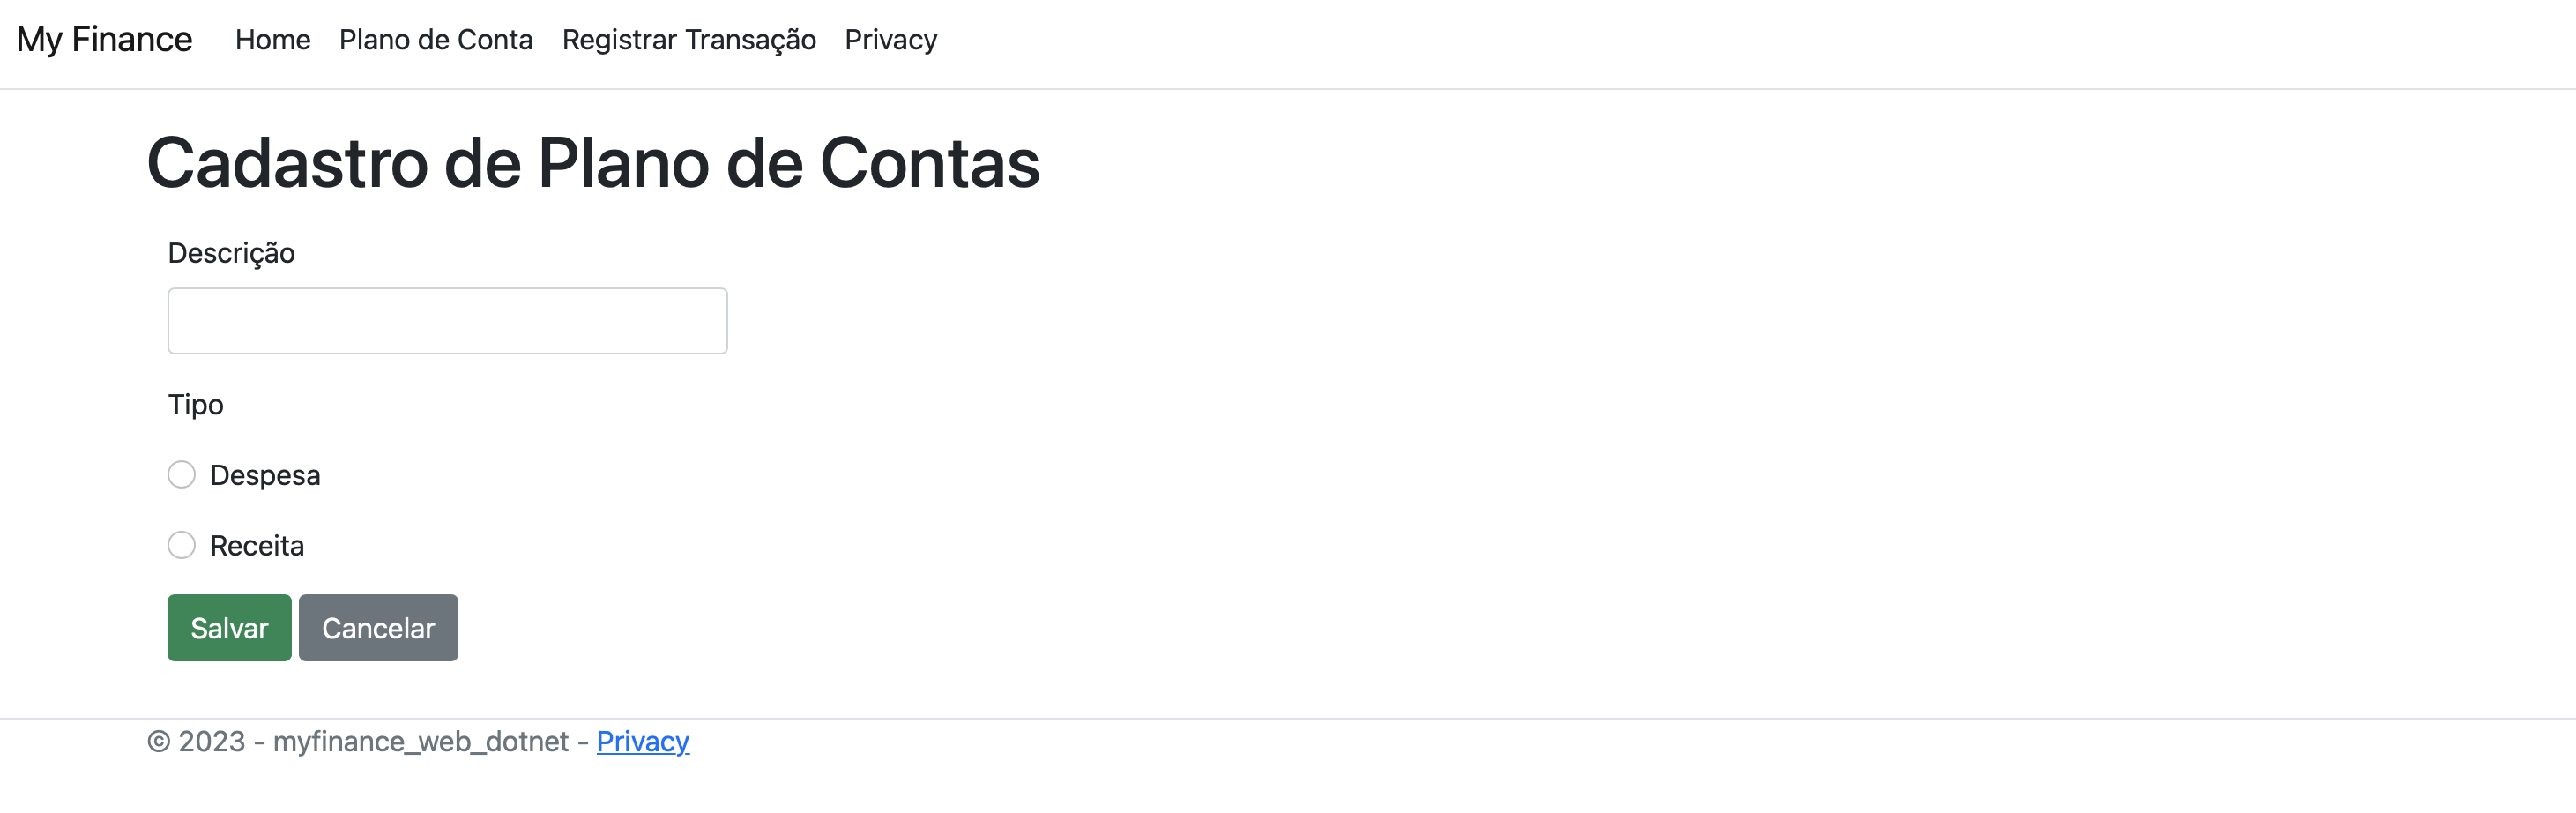 My Finance Home Plano de Conta Registrar Transação Privacy
Cadastro de Plano de Contas
Descrição
Tipo
Despesa
Receita
Salvar Cancelar
© 2023 - myfinance_web_dotnet - Privacy